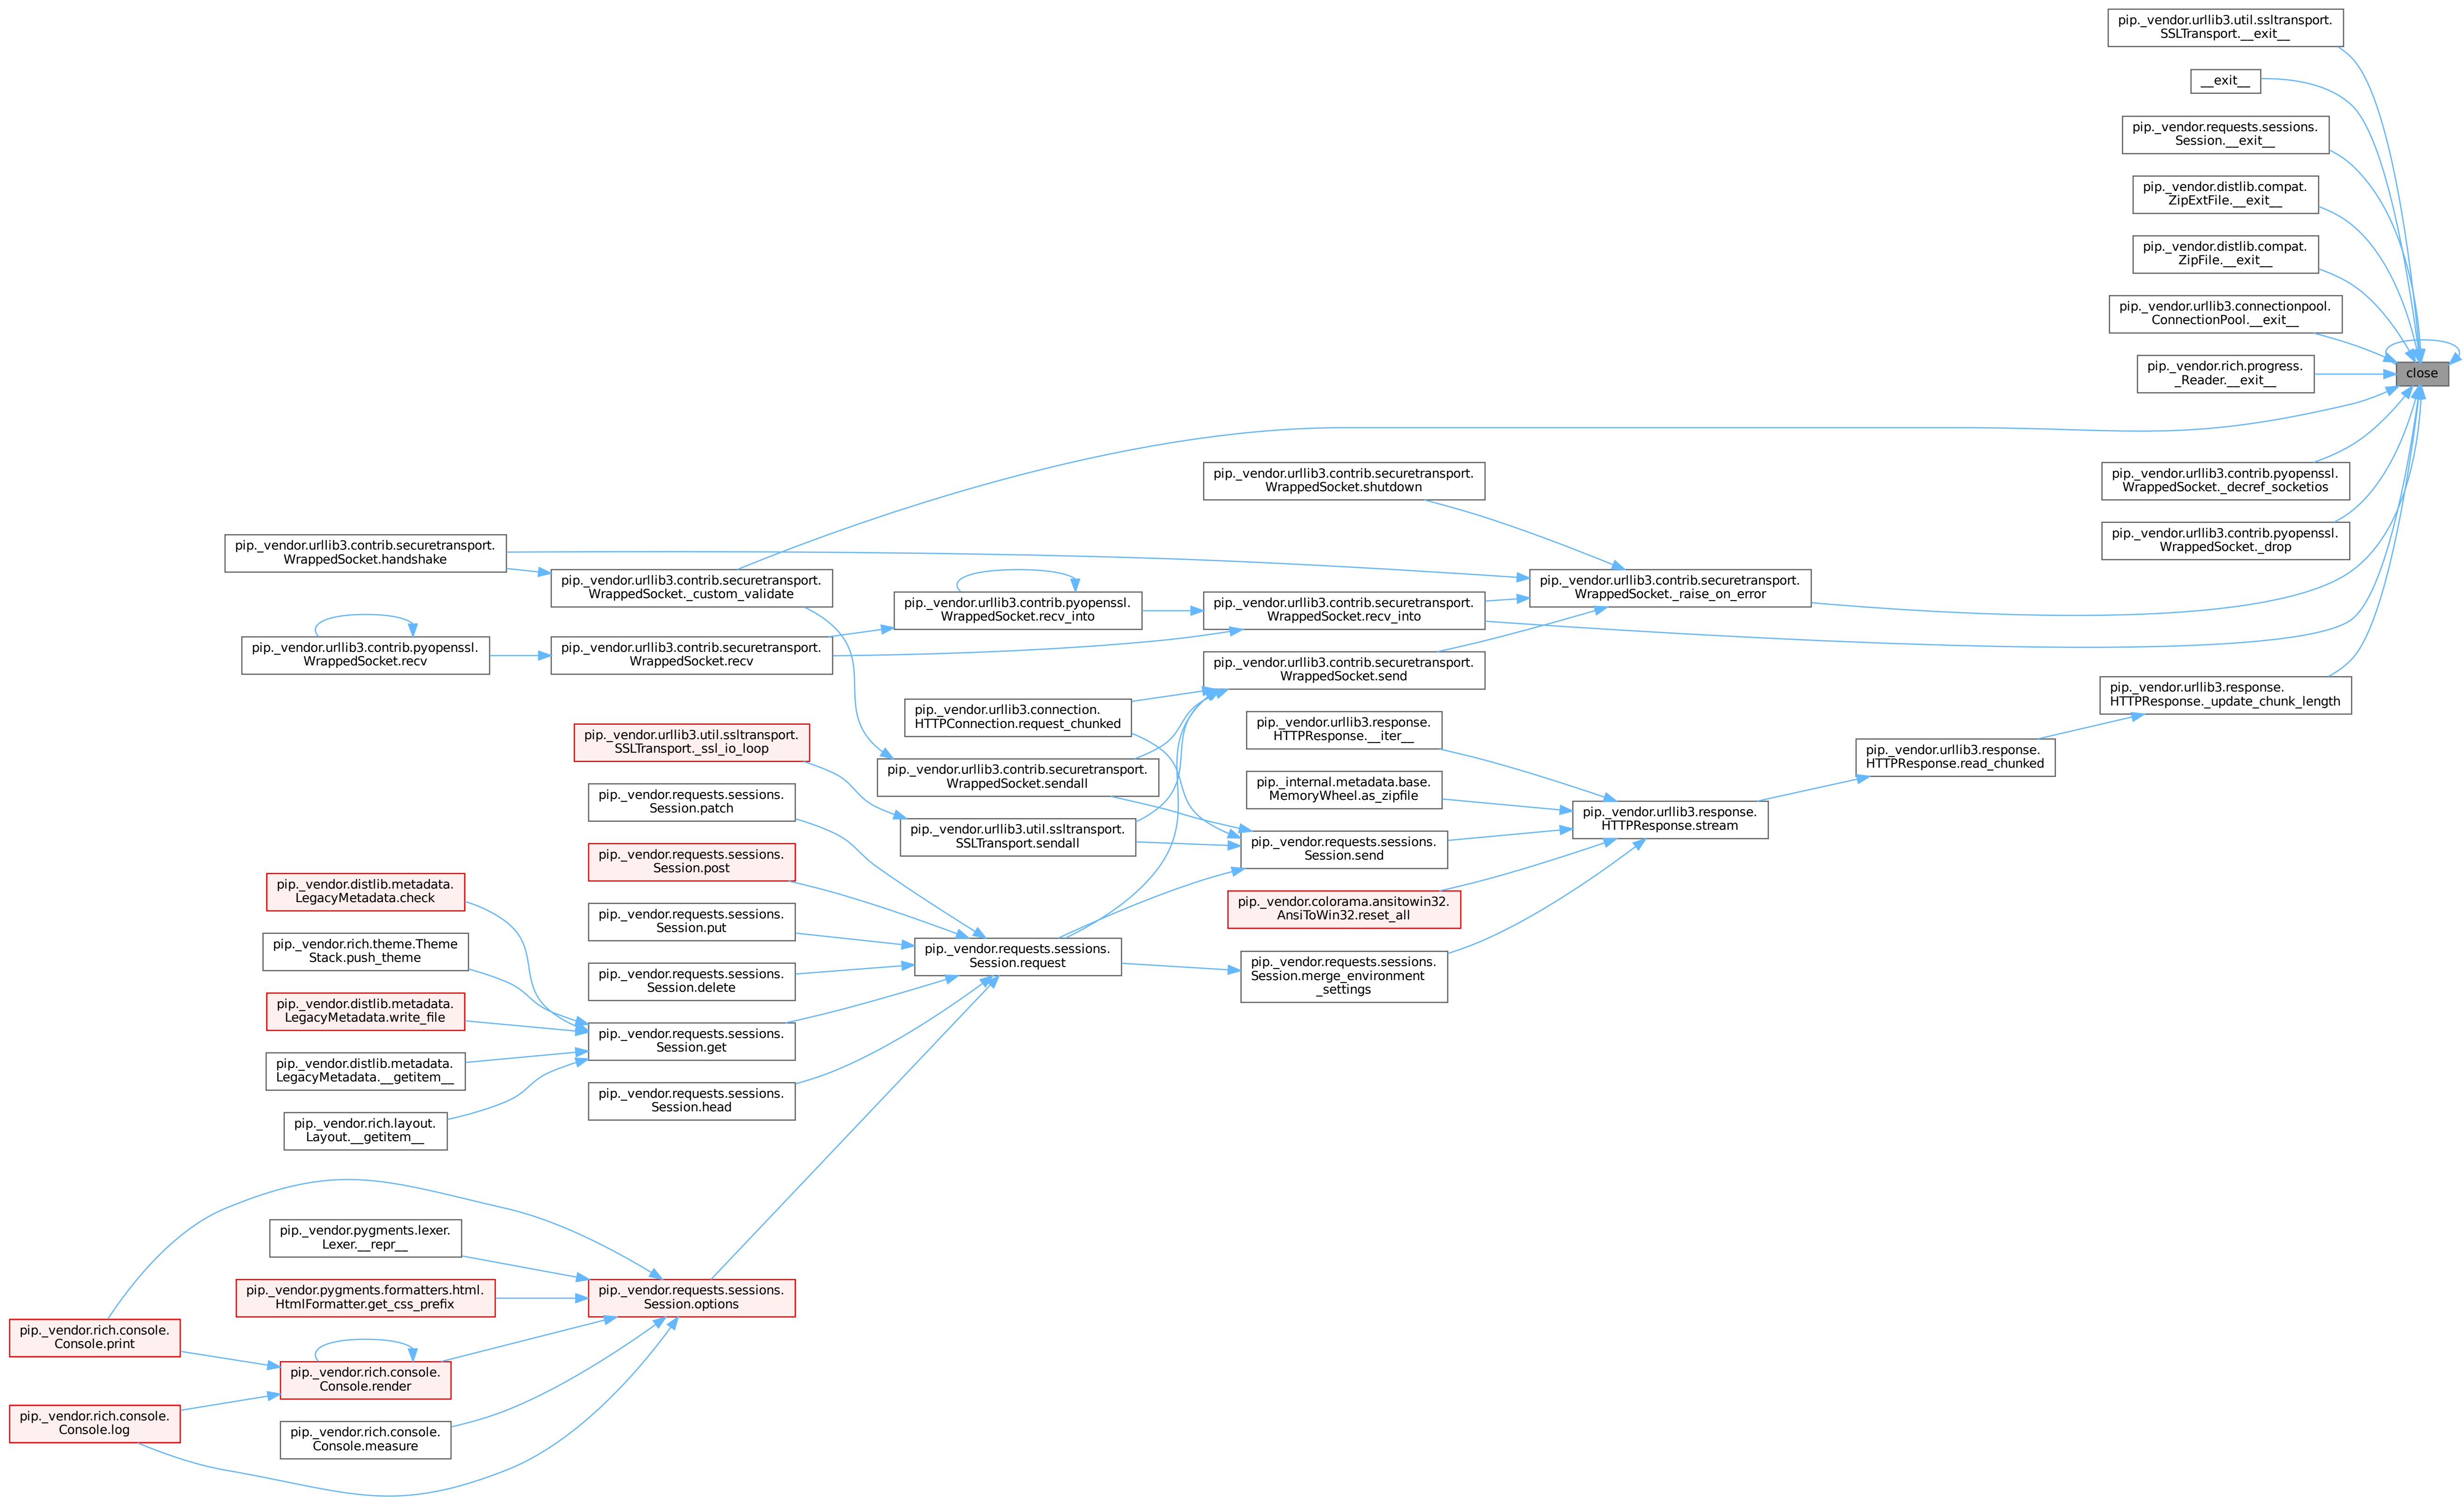 pip._vendor.urllib3.util.ssltransport.
SSLTransport.__exit__
__exit__
pip._vendor.requests.sessions.
Session.__exit__
pip._vendor.distlib.compat.
ZipExtFile.__exit__
pip._vendor.distlib.compat.
ZipFile.__exit__
pip._vendor.urllib3.connectionpool.
ConnectionPool.__exit__
pip._vendor.rich.progress.
_Reader.__exit__
close
pip._vendor.urllib3.contrib.pyopenssl.
WrappedSocket._decref_socketios
pip._vendor.urllib3.contrib.pyopenssl.
WrappedSocket._drop
pip._vendor.urllib3.contrib.securetransport.
WrappedSocket.shutdown
pip._vendor.urllib3.contrib.securetransport.
WrappedSocket.handshake
pip._vendor.urllib3.contrib.securetransport.
WrappedSocket._custom_validate
pip._vendor.urllib3.contrib.pyopenssl.
WrappedSocket.recv_into
pip._vendor.urllib3.contrib.securetransport.
WrappedSocket.recv_into
pip._vendor.urllib3.contrib.securetransport.
WrappedSocket._raise_on_error
pip._vendor.urllib3.contrib.pyopenssl.
WrappedSocket.recv
pip._vendor.urllib3.contrib.securetransport.
WrappedSocket.recv
pip._vendor.urllib3.contrib.securetransport.
WrappedSocket.send
pip._vendor.urllib3.response.
HTTPResponse._update_chunk_length
pip._vendor.urllib3.connection.
HTTPConnection.request_chunked
pip._vendor.urllib3.response.
HTTPResponse.__iter__
pip._vendor.urllib3.response.
HTTPResponse.read_chunked
pip._vendor.urllib3.util.ssltransport.
SSLTransport._ssl_io_loop
pip._vendor.urllib3.contrib.securetransport.
WrappedSocket.sendall
pip._internal.metadata.base.
MemoryWheel.as_zipfile
pip._vendor.requests.sessions.
Session.patch
pip._vendor.urllib3.response.
HTTPResponse.stream
pip._vendor.urllib3.util.ssltransport.
SSLTransport.sendall
pip._vendor.requests.sessions.
Session.send
pip._vendor.requests.sessions.
Session.post
pip._vendor.distlib.metadata.
LegacyMetadata.check
pip._vendor.colorama.ansitowin32.
AnsiToWin32.reset_all
pip._vendor.requests.sessions.
Session.put
pip._vendor.rich.theme.Theme
Stack.push_theme
pip._vendor.requests.sessions.
Session.request
pip._vendor.requests.sessions.
Session.merge_environment
_settings
pip._vendor.requests.sessions.
Session.delete
pip._vendor.distlib.metadata.
LegacyMetadata.write_file
pip._vendor.requests.sessions.
Session.get
pip._vendor.distlib.metadata.
LegacyMetadata.__getitem__
pip._vendor.requests.sessions.
Session.head
pip._vendor.rich.layout.
Layout.__getitem__
pip._vendor.pygments.lexer.
Lexer.__repr__
pip._vendor.pygments.formatters.html.
HtmlFormatter.get_css_prefix
pip._vendor.requests.sessions.
Session.options
pip._vendor.rich.console.
Console.print
pip._vendor.rich.console.
Console.render
pip._vendor.rich.console.
Console.log
pip._vendor.rich.console.
Console.measure